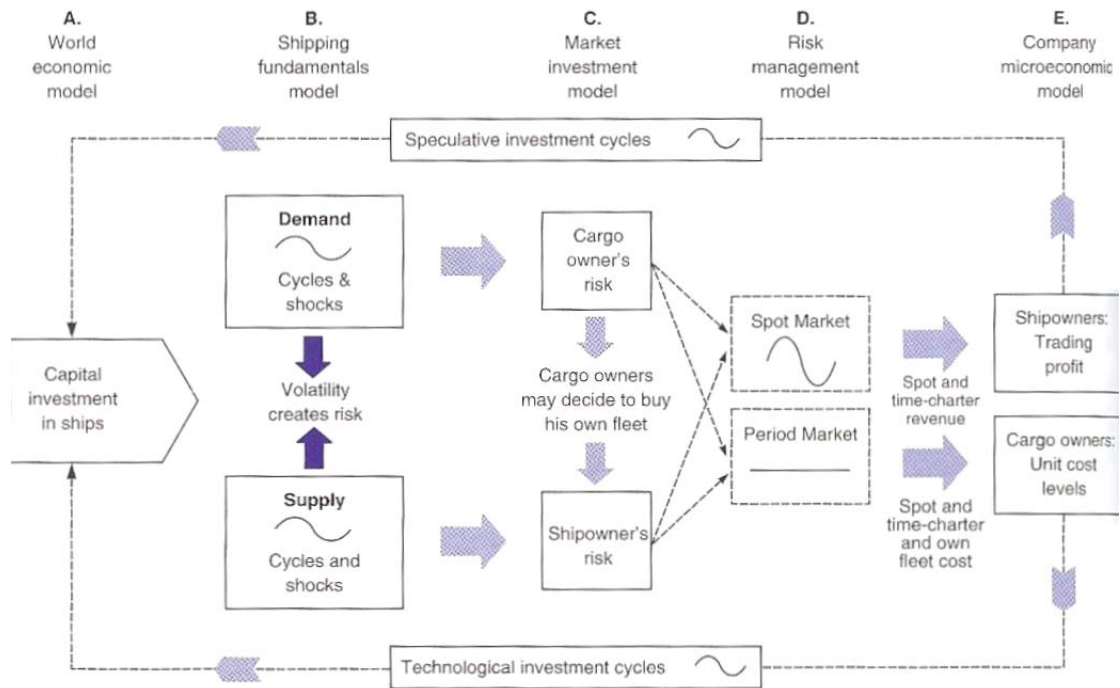 A.
World
economic
model
B.
Shipping
fundamentals
model
C.
Market
investment
model
D.
Risk
management
model
E.
Company
microeconomic
model
Speculative investment cycles
Demand
Cycles &
shocks
Volatility
creates risk
Supply
Cycles and
shocks
Capital
investment
in ships
Cargo
owner's
risk
Cargo owners
may decide to buy
his own fleet
Shipowner's
risk
Spot Market
Period Market
Spot and
time-charter
revenue
Spot and
time-charter
and own
fleet cost
Shipowners:
Trading
profit
Cargo owners:
Unit cost
levels
Technological investment cycles